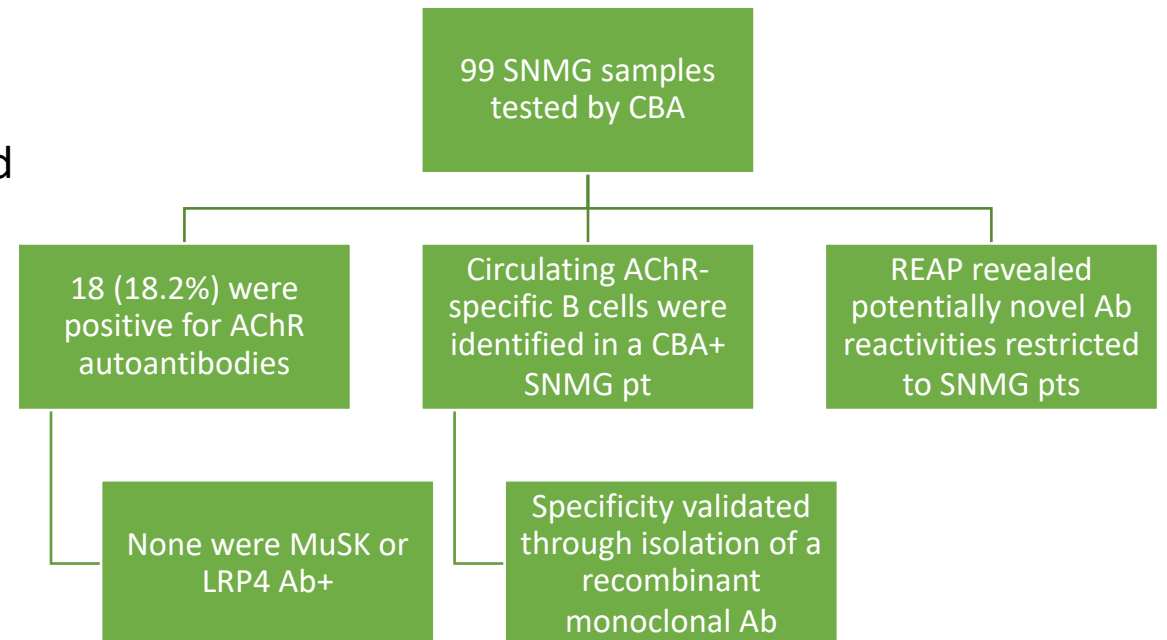 99 SNMG samples
tested by CBA
d
18 (18.2%) were
positive for AChR
autoantibodies
Circulating AChR-
specific B cells were
identified in a CBA+
SNMG pt
REAP revealed
potentially novel Ab
reactivities restricted
to SNMG pts
None were MuSK or
LRP4 Ab+
Specificity validated
through isolation of a
recombinant
monoclonal Ab